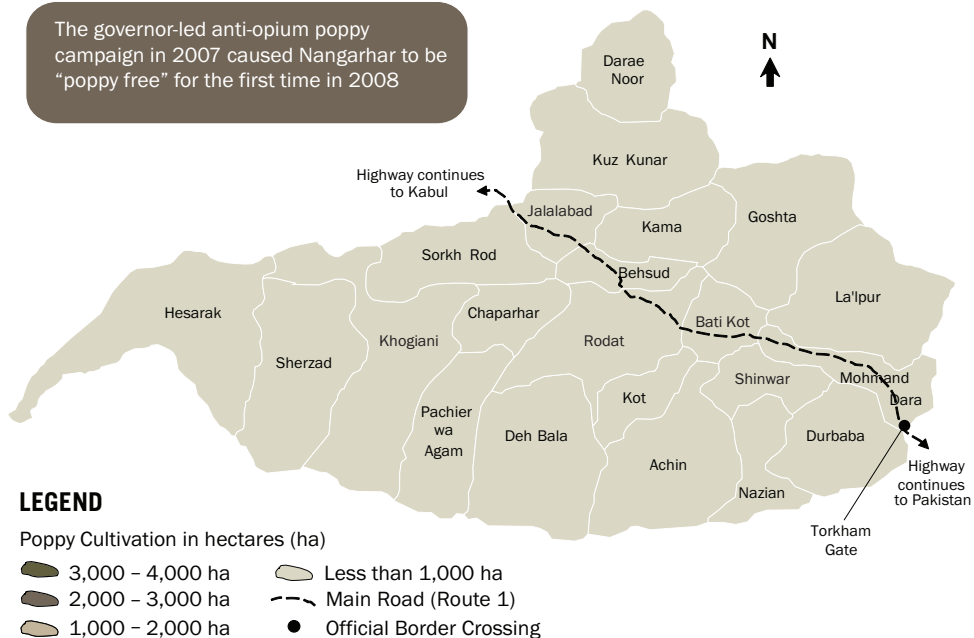 The governor-led anti-opium poppy
campaign in 2007 caused Nangarhar to be
“poppy free” for the first time in 2008
N
Darae
Noor
Kuz Kunar
Highway continues
to Kabul
Jalalabad
Kama
Goshta
Sorkh Rod
Behsud
La'lpur
Hesarak
Chaparhar
Bati Kot
Khogiani
Rodat
Sherzad
Shinwar
Mohmand
Dara
Kot
Pachier
wa
Agam
Deh Bala
Durbaba
Achin
Nazian
Highway
continues
to Pakistan
Torkham
Gate
LEGEND
Poppy Cultivation in hectares (ha)
3,000 – 4,000 ha
2,000 – 3,000 ha
1,000 – 2,000 ha
Less than 1,000 ha
Main Road (Route 1)
Official Border Crossing